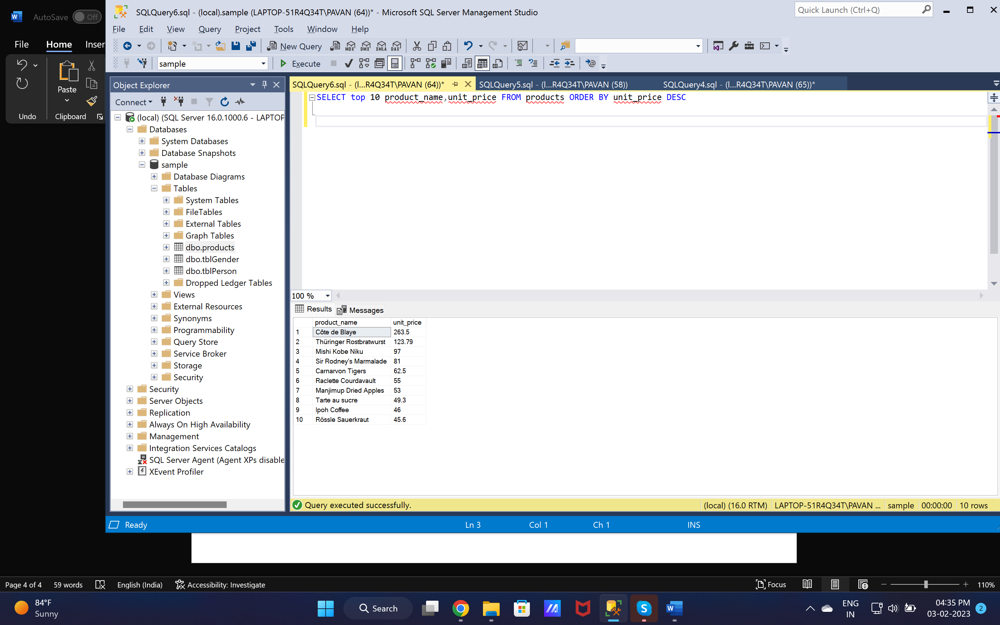 AutoSave Off
File Home Inser
Undo
Paste
Clipboard
SQLQuery6.sql - (local).sample (LAPTOP-51R4Q34T\PAVAN (64))* - Microsoft SQL Server Management Studio
Quick Launch (Ctrl+Q)
File Edit View Query Project Tools Window Help
New Query MDX DMX XMLA DAX
sample Execute
Object Explorer
Connect
(local) (SQL Server 16.0.1000.6 - LAPTOP
Databases
System Databases
Database Snapshots
sample
Database Diagrams
Tables
System Tables
FileTables
External Tables
Graph Tables
dbo.products
dbo.tblGender
dbo.tblPerson
Dropped Ledger Tables
Views
External Resources
Synonyms
Programmability
Query Store
Service Broker
Storage
Security
Security
Server Objects
Replication
Always On High Availability
Management
Integration Services Catalogs
SQL Server Agent (Agent XPs disable
XEvent Profiler
SQLQuery6.sql - (l...R4Q34T\PAVAN (64))* SQLQuery5.sql - (l...R4Q34T\PAVAN (58)) SQLQuery4.sql - (l...R4Q34T\PAVAN (65))*
SELECT top 10 product_name,unit_price FROM products ORDER BY unit_price DESC
100 %
Results Messages
product_name unit_price
1 Côte de Blaye 263.5
2 Thüringer Rostbratwurst 123.79
3 Mishi Kobe Niku 97
4 Sir Rodney's Marmalade 81
5 Carnarvon Tigers 62.5
6 Raclette Courdavault 55
7 Manjimup Dried Apples 53
8 Tarte au sucre 49.3
9 Ipoh Coffee 46
10 Rössle Sauerkraut 45.6
Query executed successfully. (local) (16.0 RTM) LAPTOP-51R4Q34T\PAVAN ... sample 00:00:00 10 rows
Ready Ln 3 Col 1 Ch 1 INS
Page 4 of 4 59 words English (India) Accessibility: Investigate Focus 110%
84°F
Sunny
Search
ENG
IN
04:35 PM
03-02-2023
2